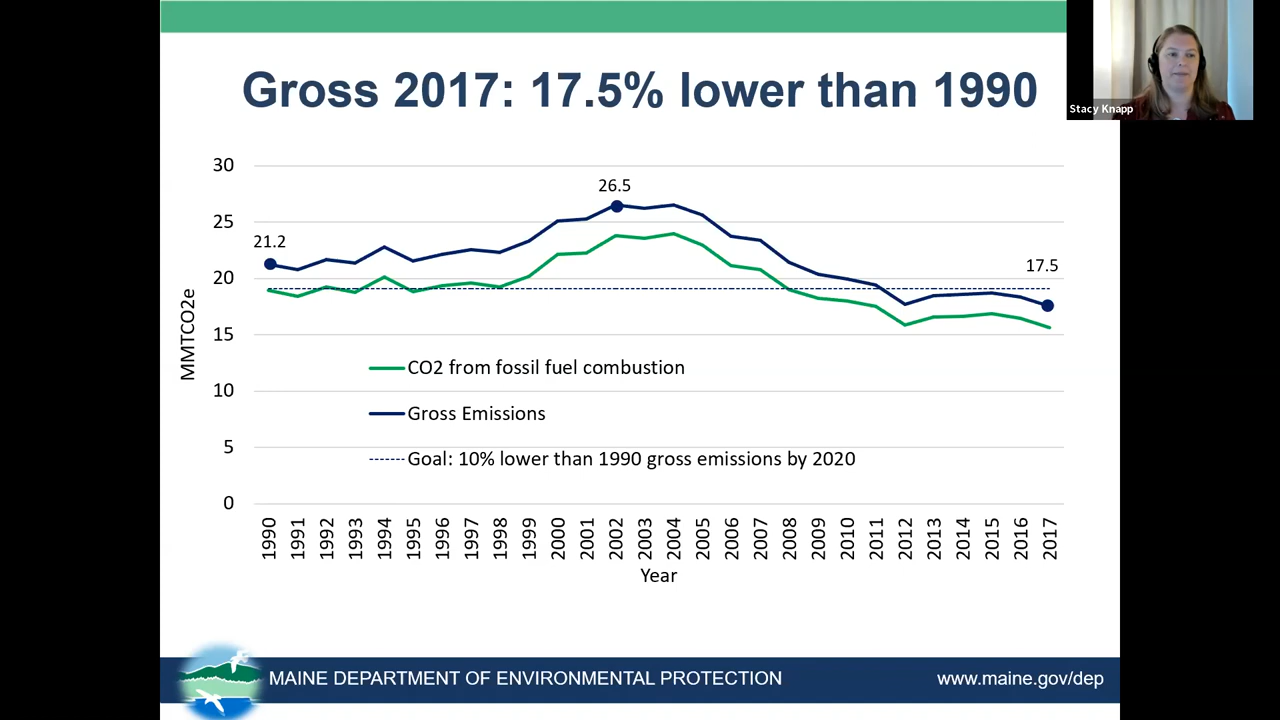 Gross 2017: 17.5% lower than 1990
Stacy Knapp
MMTCO2e
30
25
20
15
10
5
0
21.2
26.5
17.5
CO2 from fossil fuel combustion
Gross Emissions
Goal: 10% lower than 1990 gross emissions by 2020
1990 1991 1992 1993 1994 1995 1996 1997 1998 1999 2000 2001 2002 2003 2004 2005 2006 2007 2008 2009 2010 2011 2012 2013 2014 2015 2016 2017
Year
MAINE DEPARTMENT OF ENVIRONMENTAL PROTECTION
www.maine.gov/dep